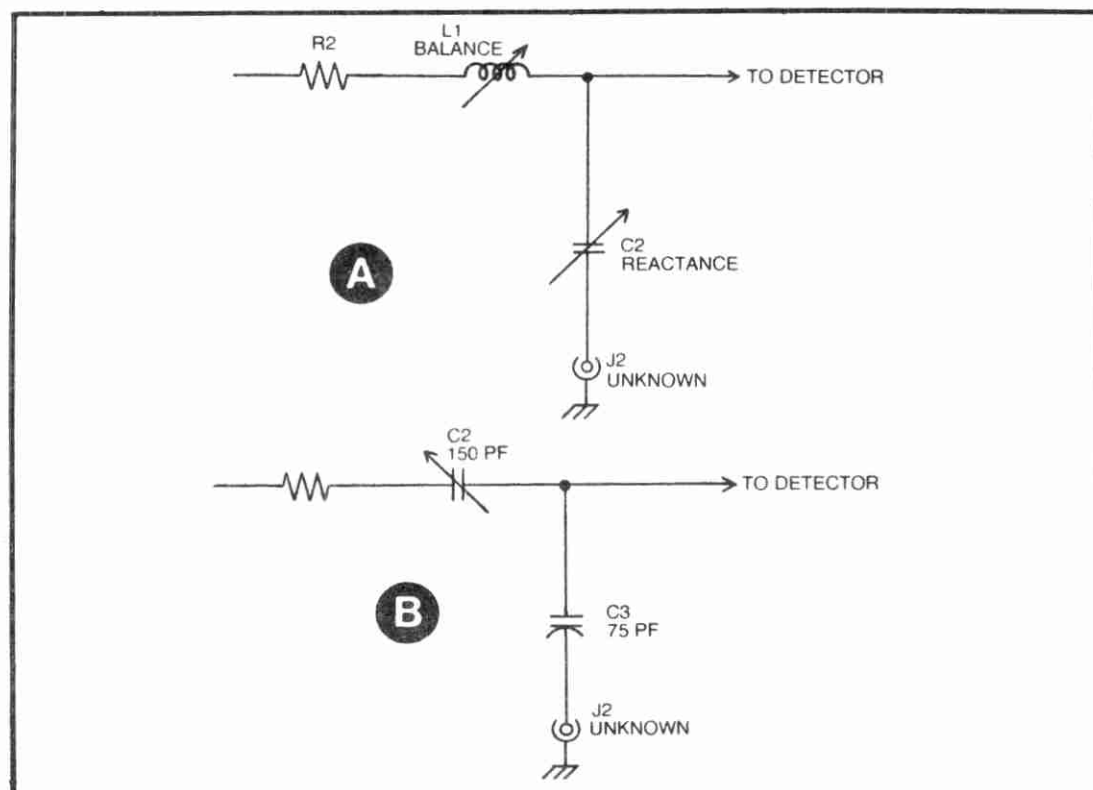 R2
L1
BALANCE
TO DETECTOR
C2
REACTANCE
A
J2
UNKNOWN
C2
150 PF
TO DETECTOR
B
C3
75 PF
J2
UNKNOWN